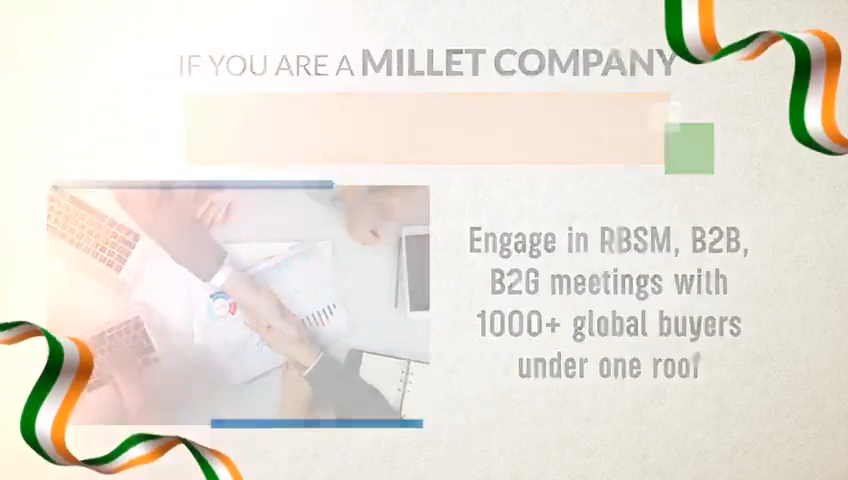 IF YOU ARE A MILLET COMPANY
Engage in RBSM, B2B,
B2G meetings with
1000+ global buyers
under one roof